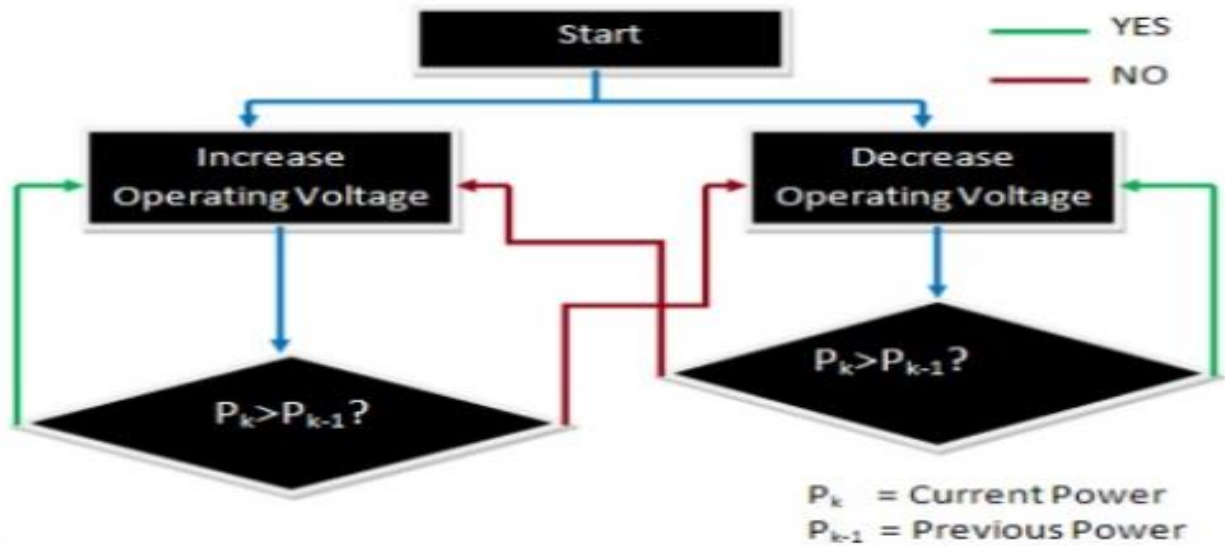 Start
YES
NO
Increase
Operating Voltage
Decrease
Operating Voltage
Pₖ>Pₖ₋₁?
Pₖ>Pₖ₋₁?
Pₖ = Current Power
Pₖ₋₁ = Previous Power